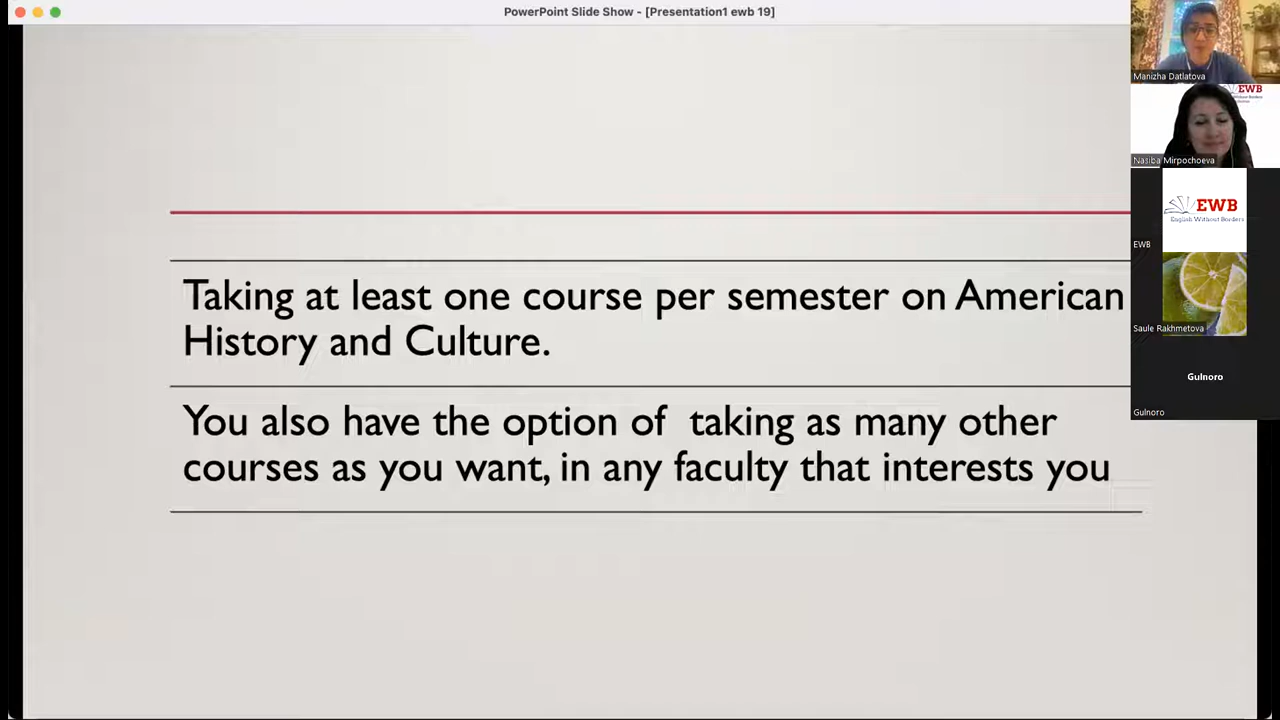 PowerPoint Slide Show - [Presentation1 ewb 19]
Taking at least one course per semester on American
History and Culture.
You also have the option of  taking as many other
courses as you want, in any faculty that interests you
Manizha Datlatova
EWB
Nasiba Mirpochoeva
EWB
English Without Borders
EWB
Saule Rakhmetova
Gulnoro
Gulnoro